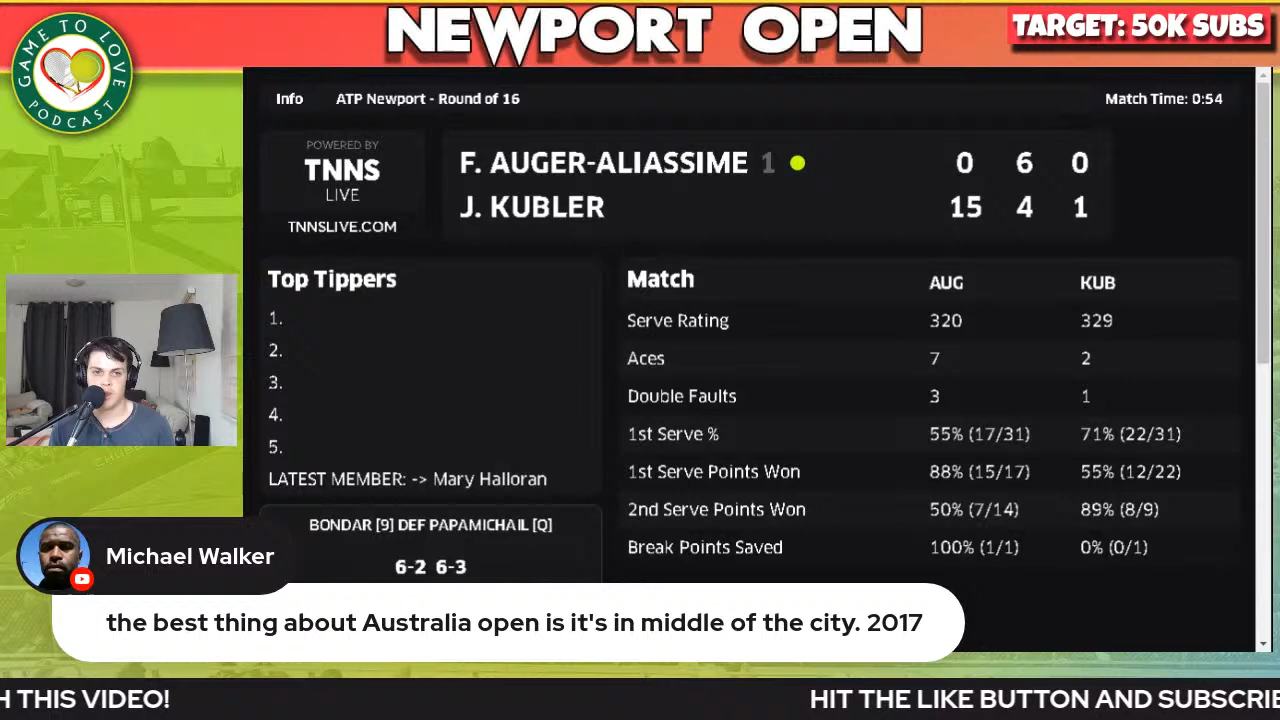 NEWPORT OPEN
TARGET: 50K SUBS
GAME TO LOVE
PODCAST
Info ATP Newport - Round of 16 Match Time: 0:54
POWERED BY
TNNS
LIVE
TNNSLIVE.COM
F. AUGER-ALIASSIME 1 0 6 0
J. KUBLER 15 4 1
Top Tippers
1.
2.
3.
4.
5.
LATEST MEMBER: -> Mary Halloran
BONDAR [9] DEF PAPAMICHAIL [Q]
6-2 6-3
Match AUG KUB
Serve Rating 320 329
Aces 7 2
Double Faults 3 1
1st Serve % 55% (17/31) 71% (22/31)
1st Serve Points Won 88% (15/17) 55% (12/22)
2nd Serve Points Won 50% (7/14) 89% (8/9)
Break Points Saved 100% (1/1) 0% (0/1)
Michael Walker
the best thing about Australia open is it's in middle of the city. 2017
H THIS VIDEO! HIT THE LIKE BUTTON AND SUBSCRIBE